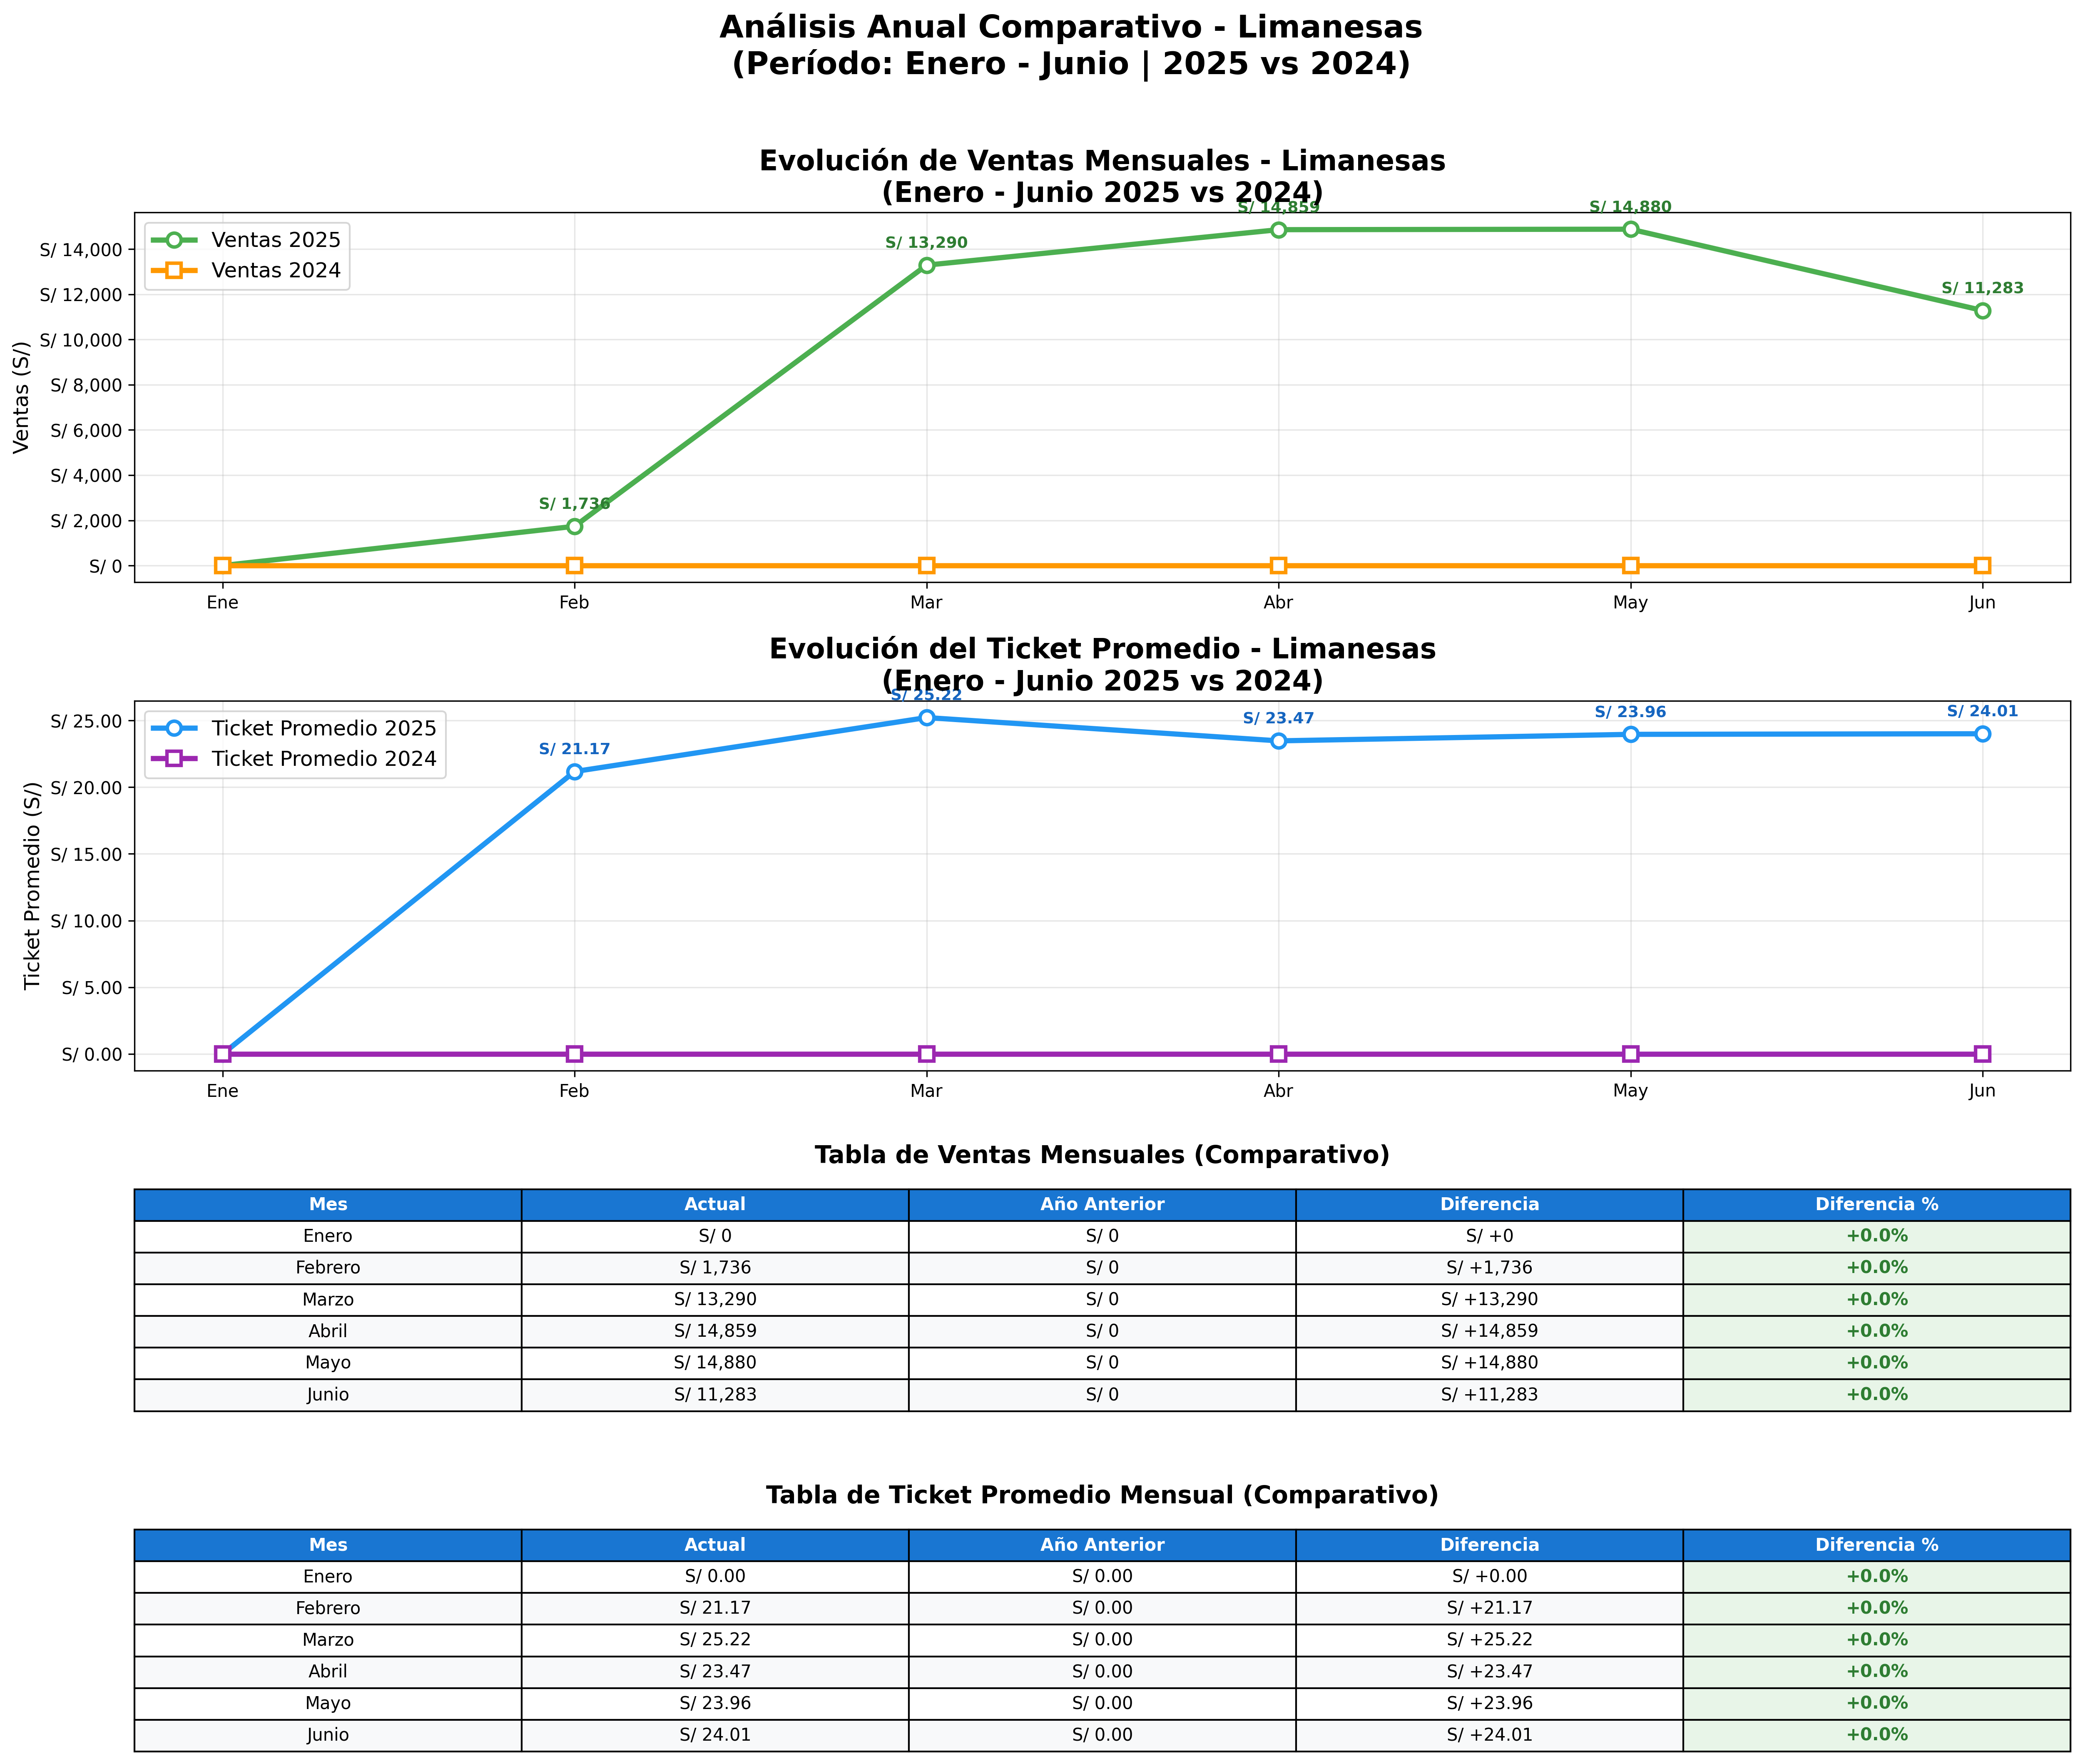 Análisis Anual Comparativo - Limanesas
(Período: Enero - Junio | 2025 vs 2024)
Evolución de Ventas Mensuales - Limanesas
(Enero - Junio 2025 vs 2024)
Ventas 2025
Ventas 2024
Ventas (S/)
S/ 14,000
S/ 12,000
S/ 10,000
S/ 8,000
S/ 6,000
S/ 4,000
S/ 2,000
S/ 0
S/ 1,736
S/ 13,290
S/ 14,859
S/ 14,880
S/ 11,283
Ene Feb Mar Abr May Jun
Evolución del Ticket Promedio - Limanesas
(Enero - Junio 2025 vs 2024)
Ticket Promedio 2025
Ticket Promedio 2024
Ticket Promedio (S/)
S/ 25.00
S/ 20.00
S/ 15.00
S/ 10.00
S/ 5.00
S/ 0.00
S/ 21.17
S/ 25.22
S/ 23.47
S/ 23.96
S/ 24.01
Ene Feb Mar Abr May Jun
Tabla de Ventas Mensuales (Comparativo)
Mes Actual Año Anterior Diferencia Diferencia %
Enero S/ 0 S/ 0 S/ +0 +0.0%
Febrero S/ 1,736 S/ 0 S/ +1,736 +0.0%
Marzo S/ 13,290 S/ 0 S/ +13,290 +0.0%
Abril S/ 14,859 S/ 0 S/ +14,859 +0.0%
Mayo S/ 14,880 S/ 0 S/ +14,880 +0.0%
Junio S/ 11,283 S/ 0 S/ +11,283 +0.0%
Tabla de Ticket Promedio Mensual (Comparativo)
Mes Actual Año Anterior Diferencia Diferencia %
Enero S/ 0.00 S/ 0.00 S/ +0.00 +0.0%
Febrero S/ 21.17 S/ 0.00 S/ +21.17 +0.0%
Marzo S/ 25.22 S/ 0.00 S/ +25.22 +0.0%
Abril S/ 23.47 S/ 0.00 S/ +23.47 +0.0%
Mayo S/ 23.96 S/ 0.00 S/ +23.96 +0.0%
Junio S/ 24.01 S/ 0.00 S/ +24.01 +0.0%